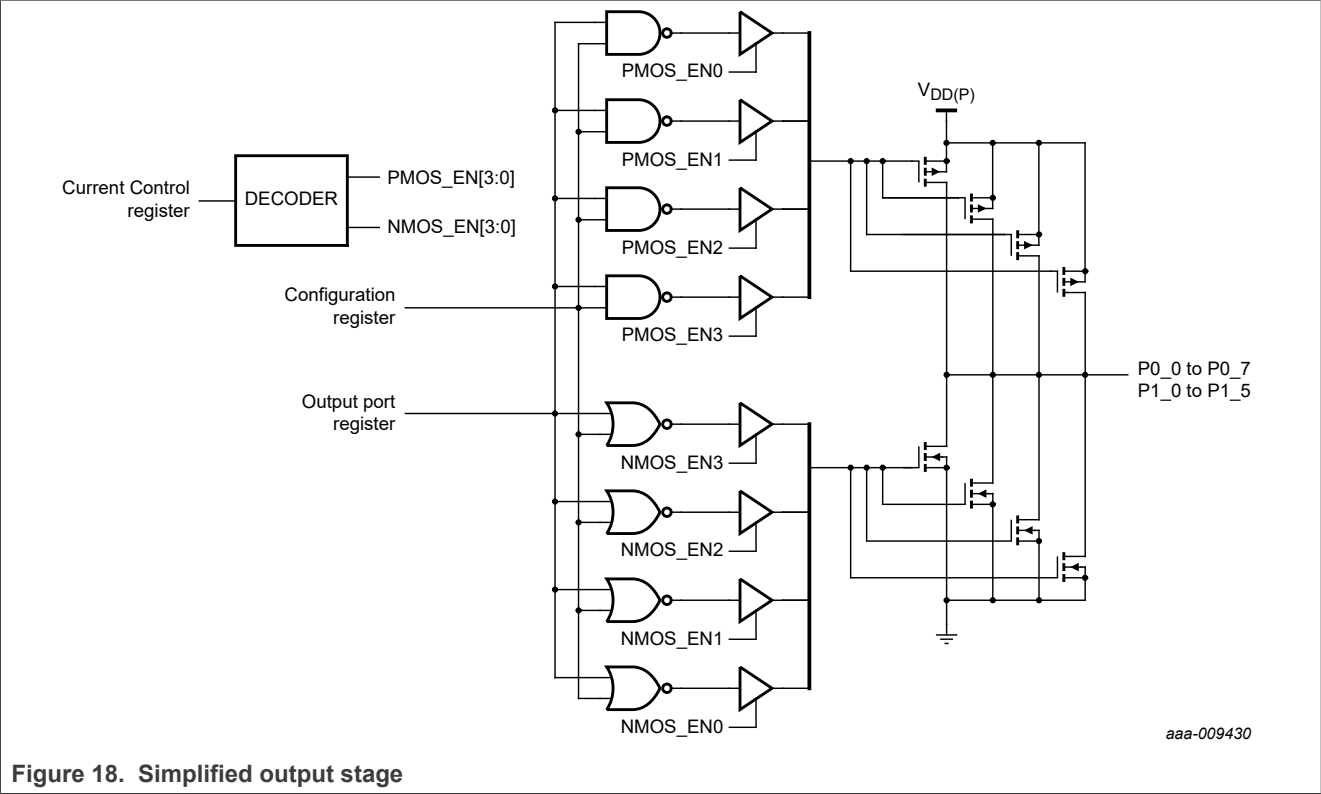 PMOS_EN0
VDD(P)
PMOS_EN1
Current Control
register
DECODER
PMOS_EN[3:0]
NMOS_EN[3:0]
PMOS_EN2
Configuration
register
PMOS_EN3
P0_0 to P0_7
P1_0 to P1_5
Output port
register
NMOS_EN3
NMOS_EN2
NMOS_EN1
NMOS_EN0
aaa-009430
Figure 18. Simplified output stage